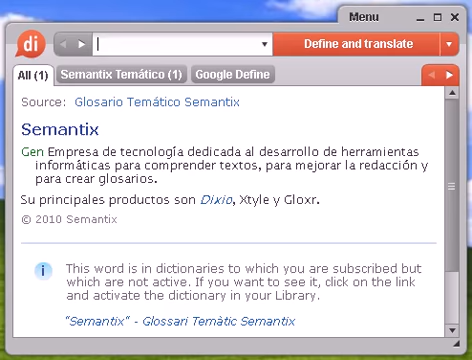 Menu
di
Define and translate
All (1) Semantix Temático (1) Google Define
Source: Glosario Temático Semantix
Semantix
Gen Empresa de tecnología dedicada al desarrollo de herramientas
informáticas para comprender textos, para mejorar la redacción y
para crear glosarios.
Su principales productos son Dixio, Xtyle y Gloxr.
© 2010 Semantix
i
This word is in dictionaries to which you are subscribed but
which are not active. If you want to see it, click on the link
and activate the dictionary in your Library.
"Semantix" - Glossari Temàtic Semantix